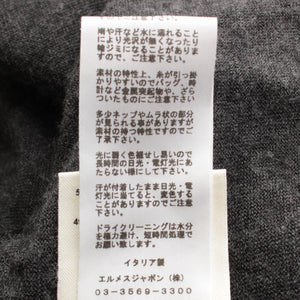 雨や汗など水に濡れること
により光沢が無くなったり
輪ジミになることがありま
すので、ご注意下さい。
素材の特性上、糸が引っ掛
かりやすいのでバッグ、時
計など金属突起物や、ざら
ついたものにご注意下さい
多少ネップやムラ状の部分
が見られる事がありますが
素材の持つ特性ですのでご
了承下さい。
光に弱く色褪せし易いので
長時間の日光・電灯光にあ
たらない様にして下さい。
汗が付着したまま日光・電
灯光に当てると、変色する
ことがありますのでご注意
下さい。
ドライクリーニングは水分
を極力避け、短時間処理で
お願いします。
イタリア製
エルメスジャポン（株）
03-3569-3300